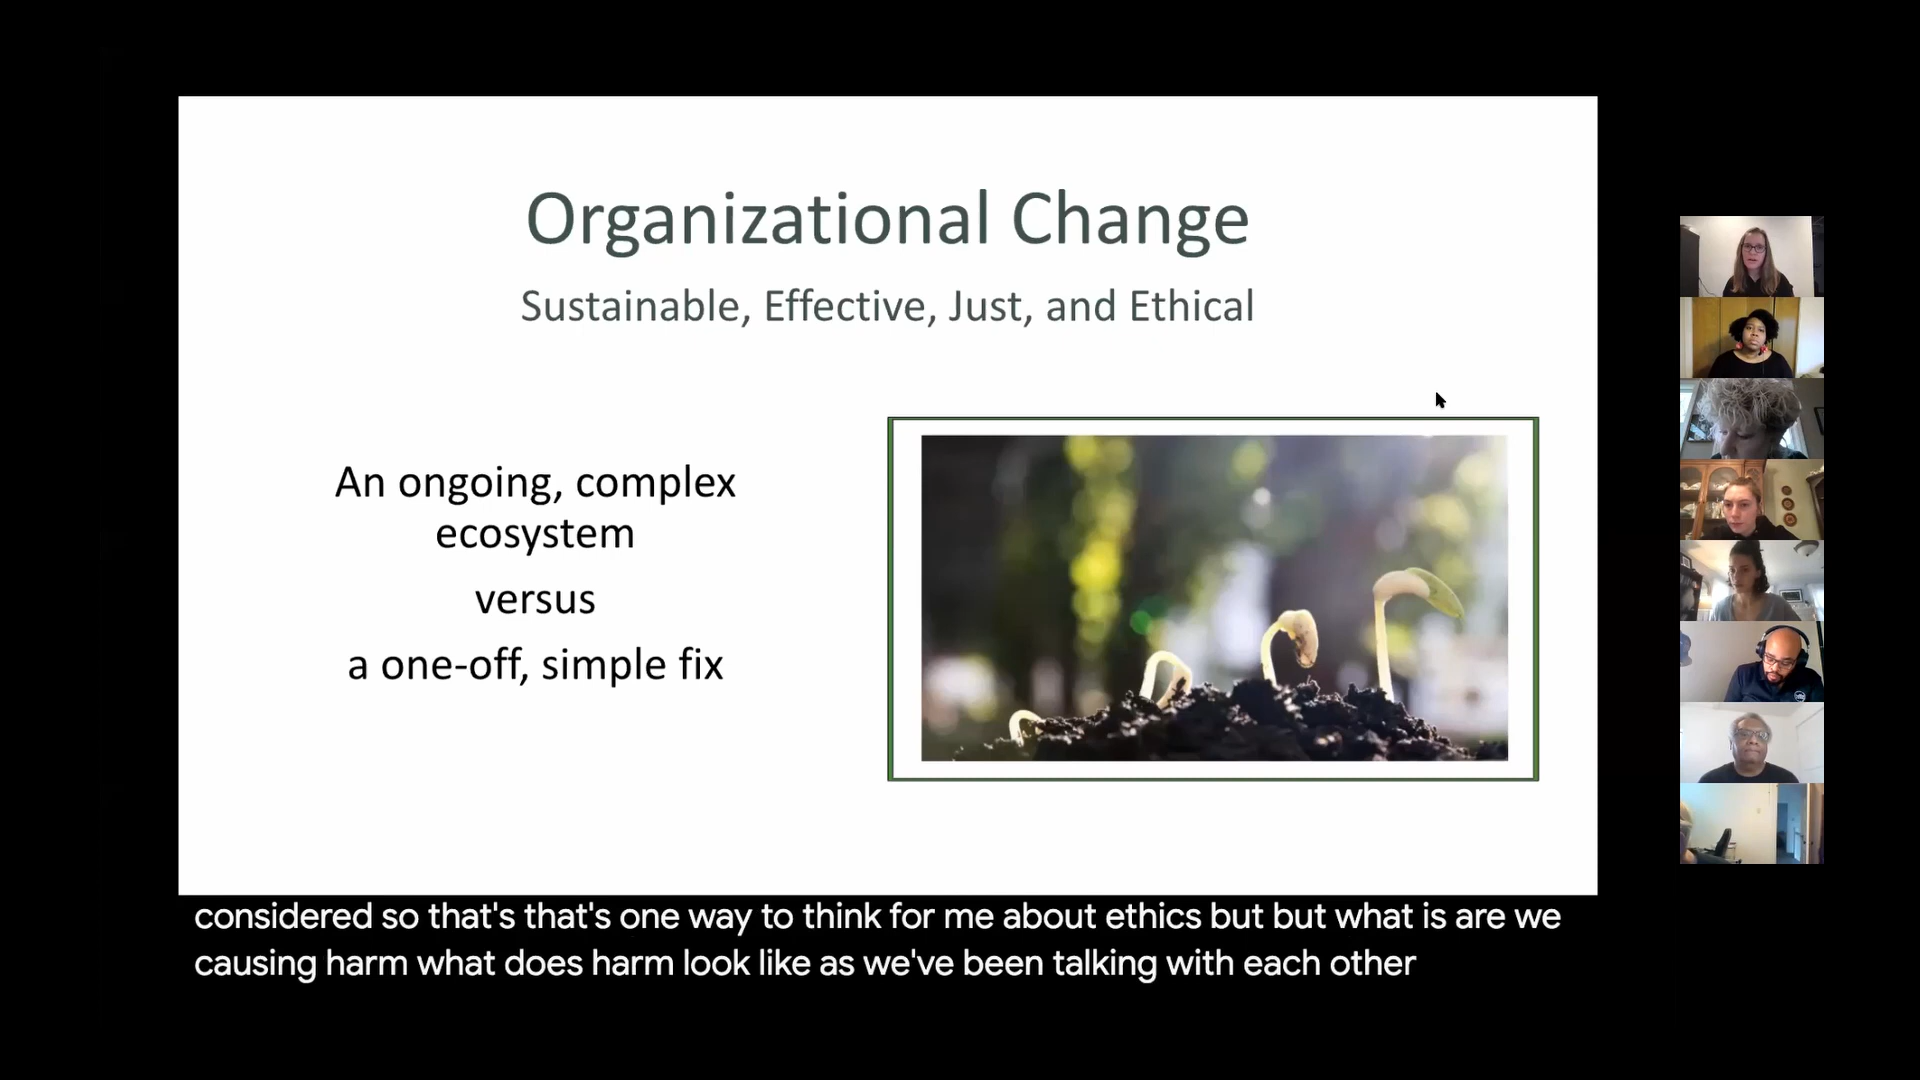 Organizational Change
Sustainable, Effective, Just, and Ethical
An ongoing, complex
ecosystem
versus
a one-off, simple fix
considered so that's that's one way to think for me about ethics but but what is are we
causing harm what does harm look like as we've been talking with each other